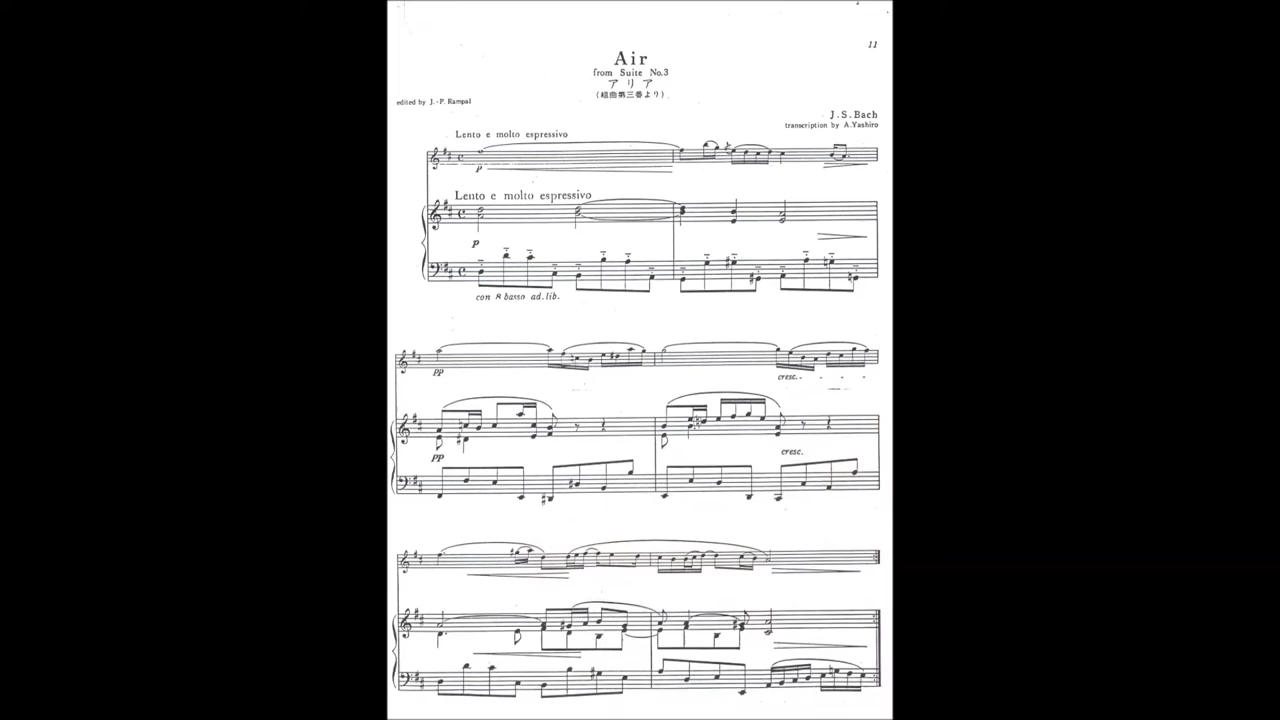 11
Air
from Suite No.3
アリア
(組曲第三番より)
edited by J.-P. Rampal
J.S.Bach
transcription by A.Yashiro
Lento e molto espressivo
p
Lento e molto espressivo
p
con 8 basso ad.lib.
pp
cresc.
pp
cresc.